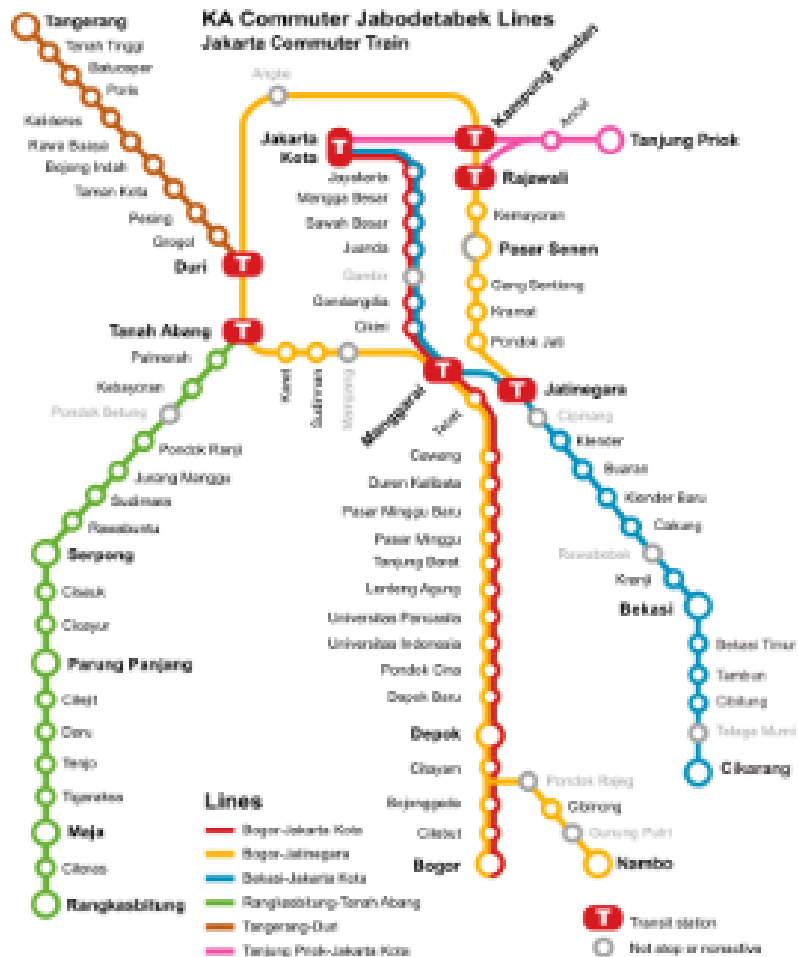 KA Commuter Jabodetabek Lines
Jakarta Commuter Train
Tangerang
Tanah Tinggi
Batuceper
Poris
Kalideres
Rawa Buaya
Bojong Indah
Taman Kota
Pesing
Grogol
Duri
Angke
Kampung Bandan
Ancol
Tanjung Priok
Jakarta
Kota
Rajawali
Jayakarta
Mangga Besar
Sawah Besar
Juanda
Gambir
Gondangdia
Cikini
Kemayoran
Pasar Senen
Gang Sentiong
Kramat
Pondok Jati
Tanah Abang
Karet
Sudirman
Mampang
Manggarai
Tebet
Jatinegara
Cipinang
Klender
Buaran
Klender Baru
Cakung
Rawabebek
Kranji
Bekasi
Bekasi Timur
Tambun
Cibitung
Telaga Murni
Cikarang
Palmerah
Kebayoran
Pondok Betung
Pondok Ranji
Jurang Mangu
Sudimara
Rawabuntu
Serpong
Cisauk
Cicayur
Parung Panjang
Cilejit
Daru
Tenjo
Tigaraksa
Maja
Citeras
Rangkasbitung
Cawang
Duren Kalibata
Pasar Minggu Baru
Pasar Minggu
Tanjung Barat
Lenteng Agung
Universitas Pancasila
Universitas Indonesia
Pondok Cina
Depok Baru
Depok
Citayam
Bojonggede
Cilebut
Bogor
Pondok Rajeg
Cibinong
Gunung Putri
Nambo
Lines
Bogor-Jakarta Kota
Bogor-Jatinegara
Bekasi-Jakarta Kota
Rangkasbitung-Tanah Abang
Tangerang-Duri
Tanjung Priok-Jakarta Kota
T Transit station
Not stop or nonactive